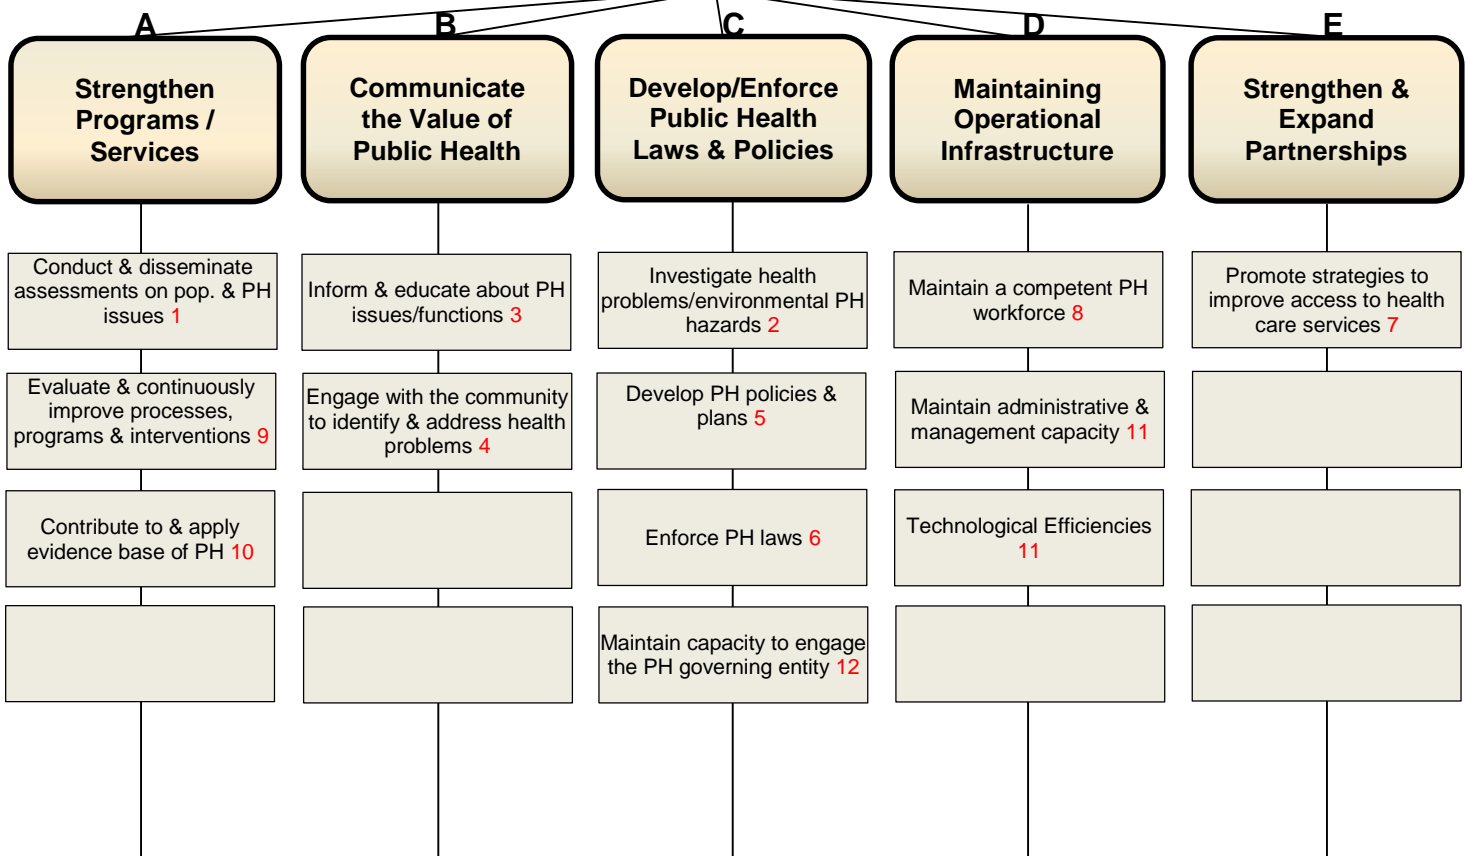 A
Strengthen
Programs /
Services
Conduct & disseminate
assessments on pop. & PH
issues 1
Evaluate & continuously
improve processes,
programs & interventions 9
Contribute to & apply
evidence base of PH 10
B
Communicate
the Value of
Public Health
Inform & educate about PH
issues/functions 3
Engage with the community
to identify & address health
problems 4
C
Develop/Enforce
Public Health
Laws & Policies
Investigate health
problems/environmental PH
hazards 2
Develop PH policies &
plans 5
Enforce PH laws 6
Maintain capacity to engage
the PH governing entity 12
D
Maintaining
Operational
Infrastructure
Maintain a competent PH
workforce 8
Maintain administrative &
management capacity 11
Technological Efficiencies
11
E
Strengthen &
Expand
Partnerships
Promote strategies to
improve access to health
care services 7